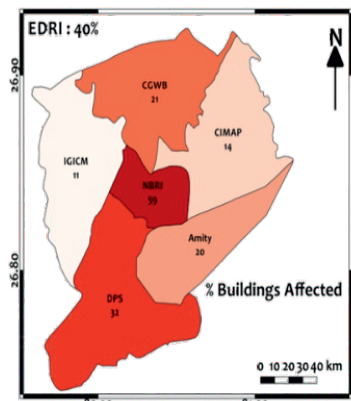 EDRI : 40%
N
26.90
CGWB
21
CIMAP
14
IGICM
11
NBRI
39
Amity
20
26.80
% Buildings Affected
DPS
32
0 10 20 30 40 km